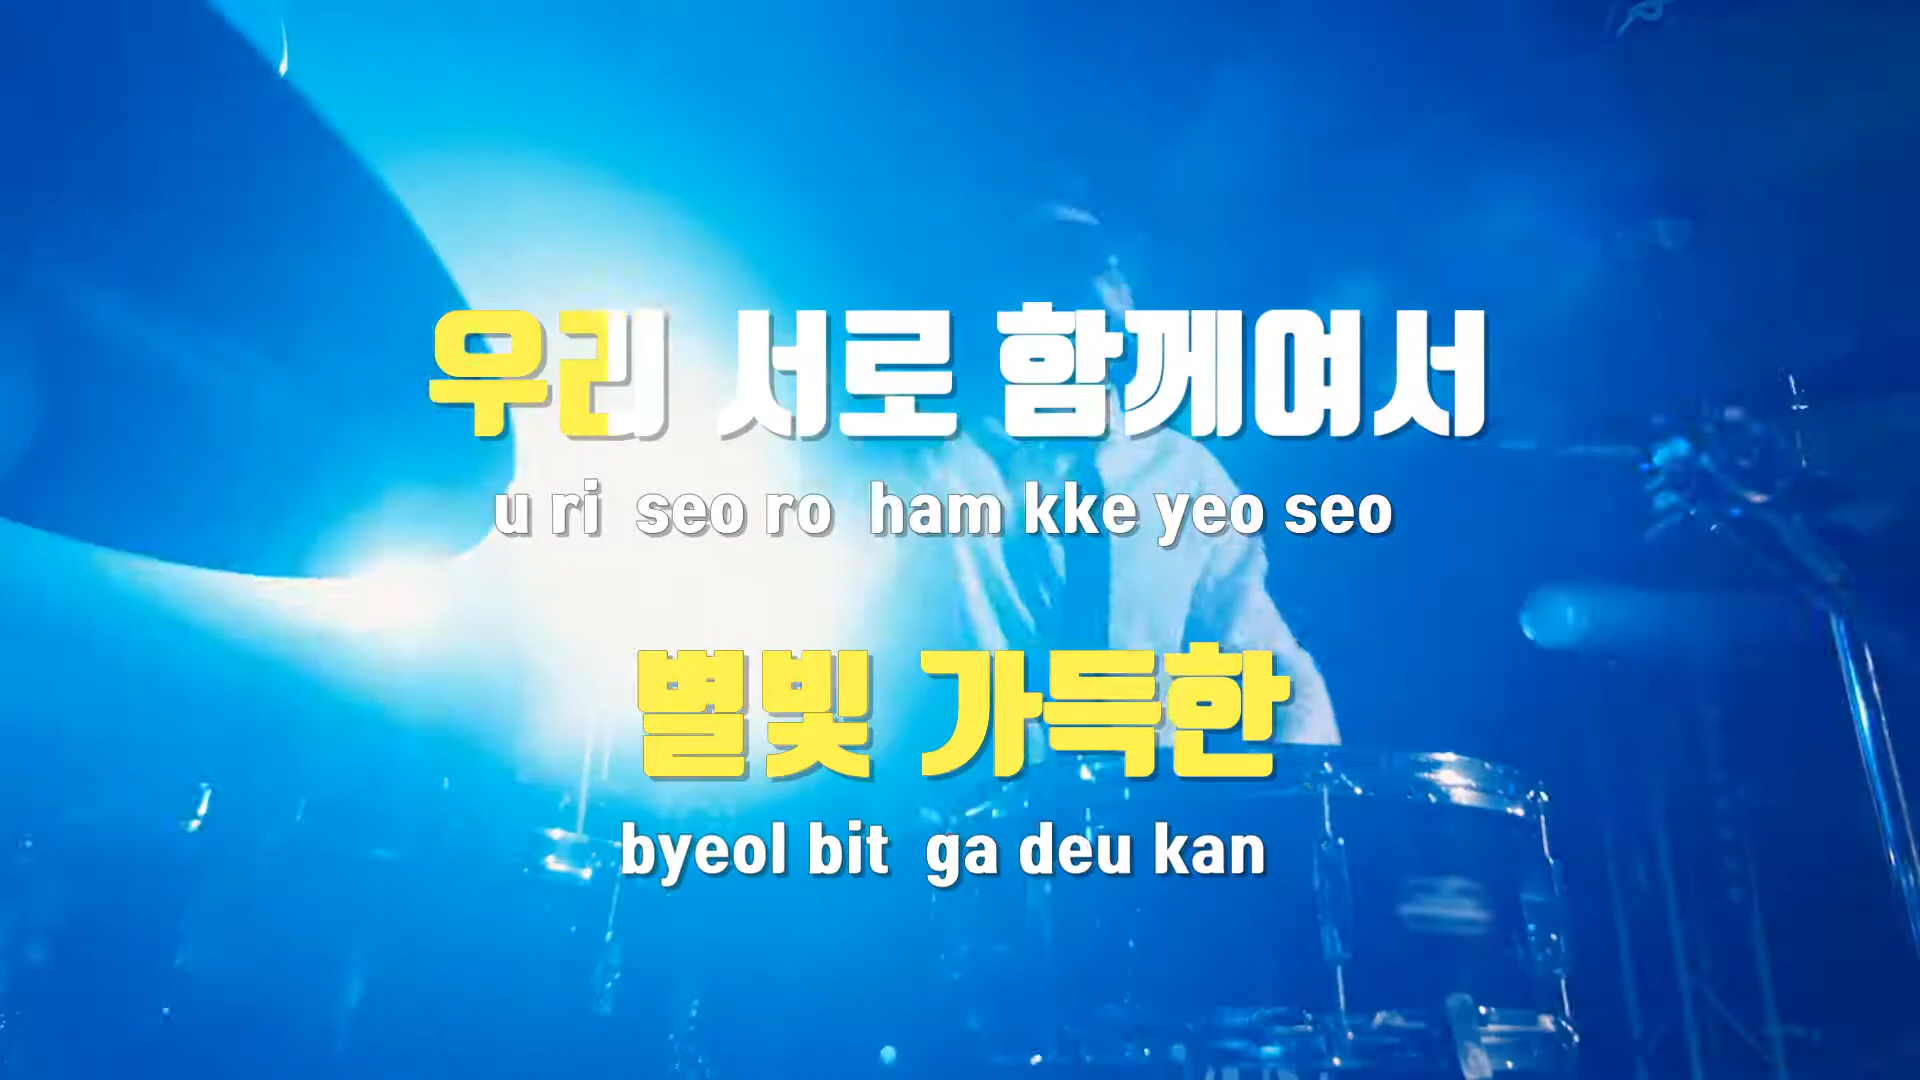 우리 서로 함께여서
u ri seo ro ham kke yeo seo
별빛 가득한
byeol bit ga deu kan